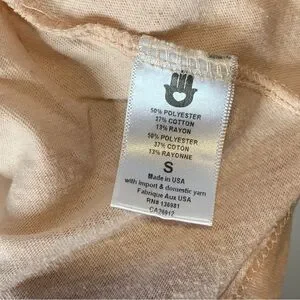 50% POLYESTER
37% COTTON
13% RAYON
50% POLYESTER
37% COTON
13% RAYONNE
S
Made in USA
with import & domestic yarn
Fabrique Aux USA
RN# 136981
CA26912